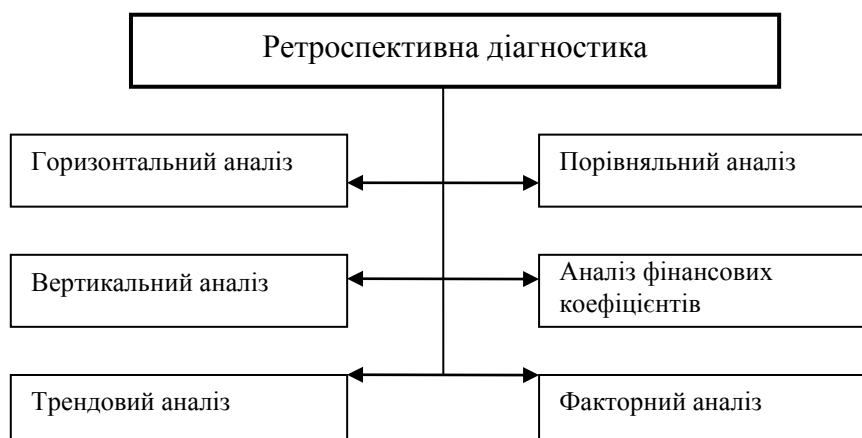 Ретроспективна діагностика
Горизонтальний аналіз
Порівняльний аналіз
Вертикальний аналіз
Аналіз фінансових
коефіцієнтів
Трендовий аналіз
Факторний аналіз